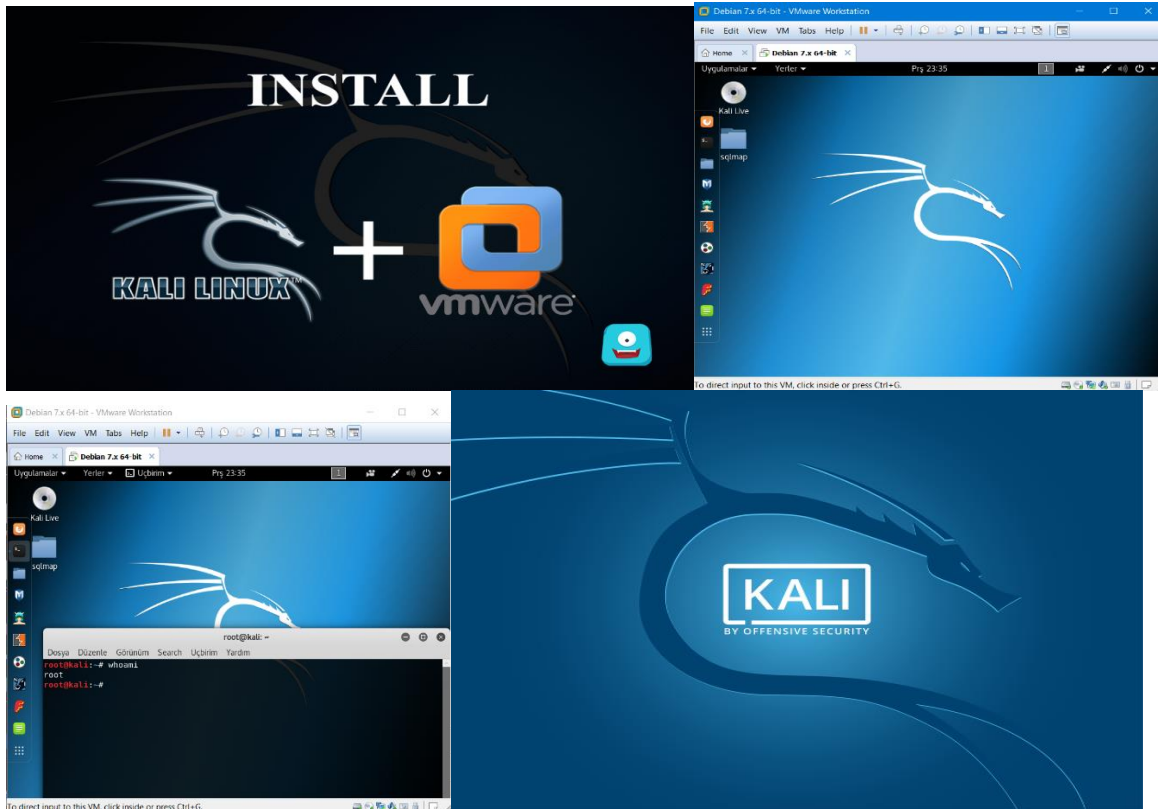 INSTALL
KALI LINUX™
+
vmware®
Debian 7.x 64-bit - VMware Workstation
File Edit View VM Tabs Help
Home Debian 7.x 64-bit
Uygulamalar Yerler Prş 23:35 1
Kali Live
sqlmap
To direct input to this VM, click inside or press Ctrl+G.
Debian 7.x 64-bit - VMware Workstation
File Edit View VM Tabs Help
Home Debian 7.x 64-bit
Uygulamalar Yerler Uçbirim Prş 23:35 1
Kali Live
sqlmap
root@kali: ~
Dosya Düzenle Görünüm Search Uçbirim Yardım
root@kali:~# whoami
root
root@kali:~#
To direct input to this VM, click inside or press Ctrl+G.
KALI
BY OFFENSIVE SECURITY